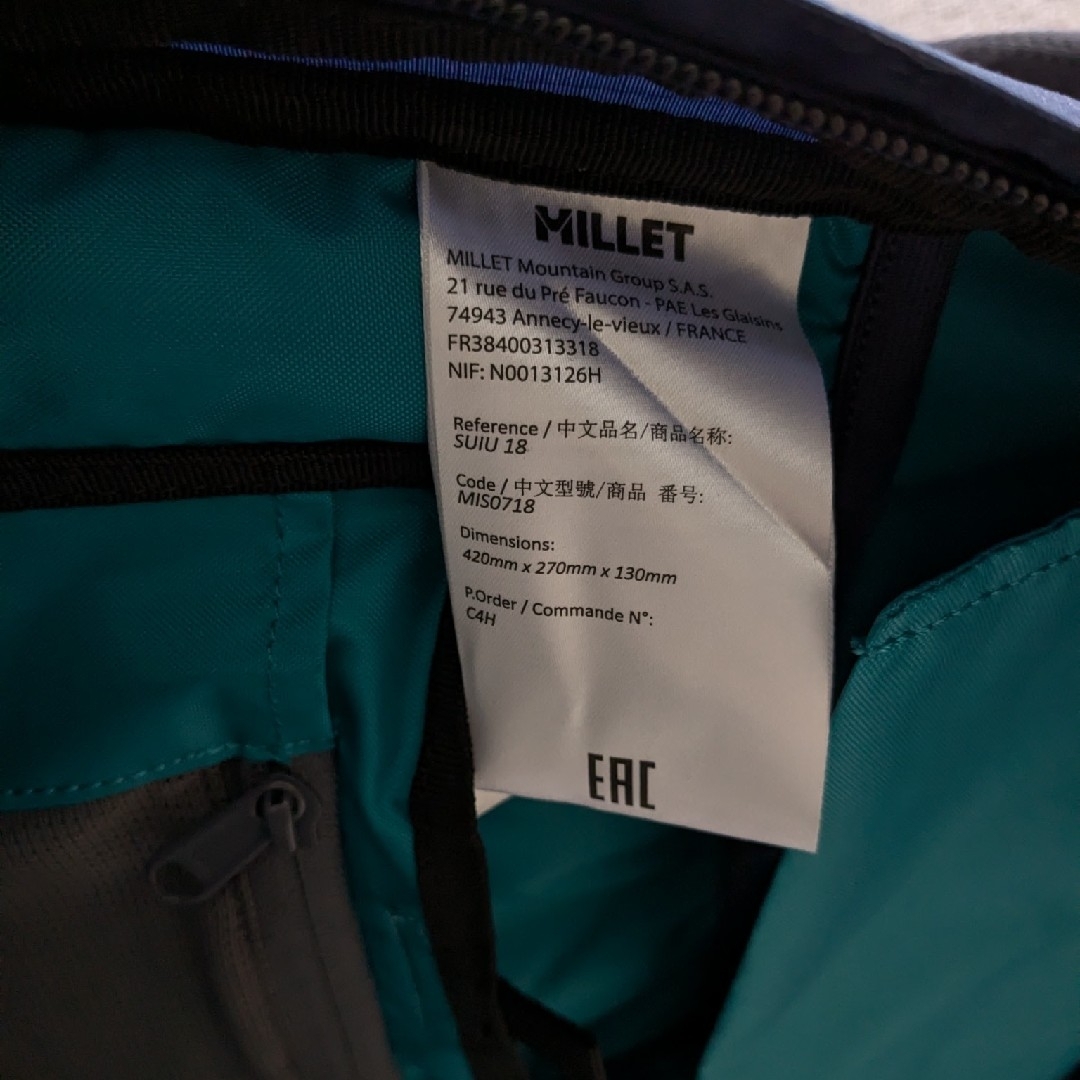 MILLET
MILLET Mountain Group S.A.S.
21 rue du Pré Faucon - PAE Les Glaisins
74943 Annecy-le-vieux / FRANCE
FR38400313318
NIF: N0013126H
Reference / 中文品名/商品名称:
SUIU 18
Code / 中文型號/商品 番号:
MIS0718
Dimensions:
420mm x 270mm x 130mm
P.Order / Commande N°:
C4H
EAC